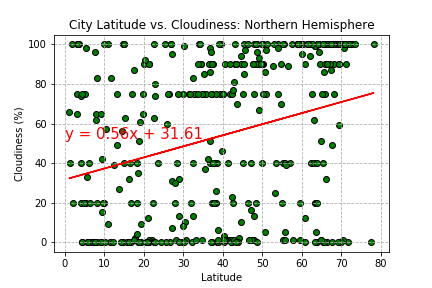 City Latitude vs. Cloudiness: Northern Hemisphere
100
80
60
40
20
0
Cloudiness (%)
y = 0.56x + 31.61
0 10 20 30 40 50 60 70 80
Latitude